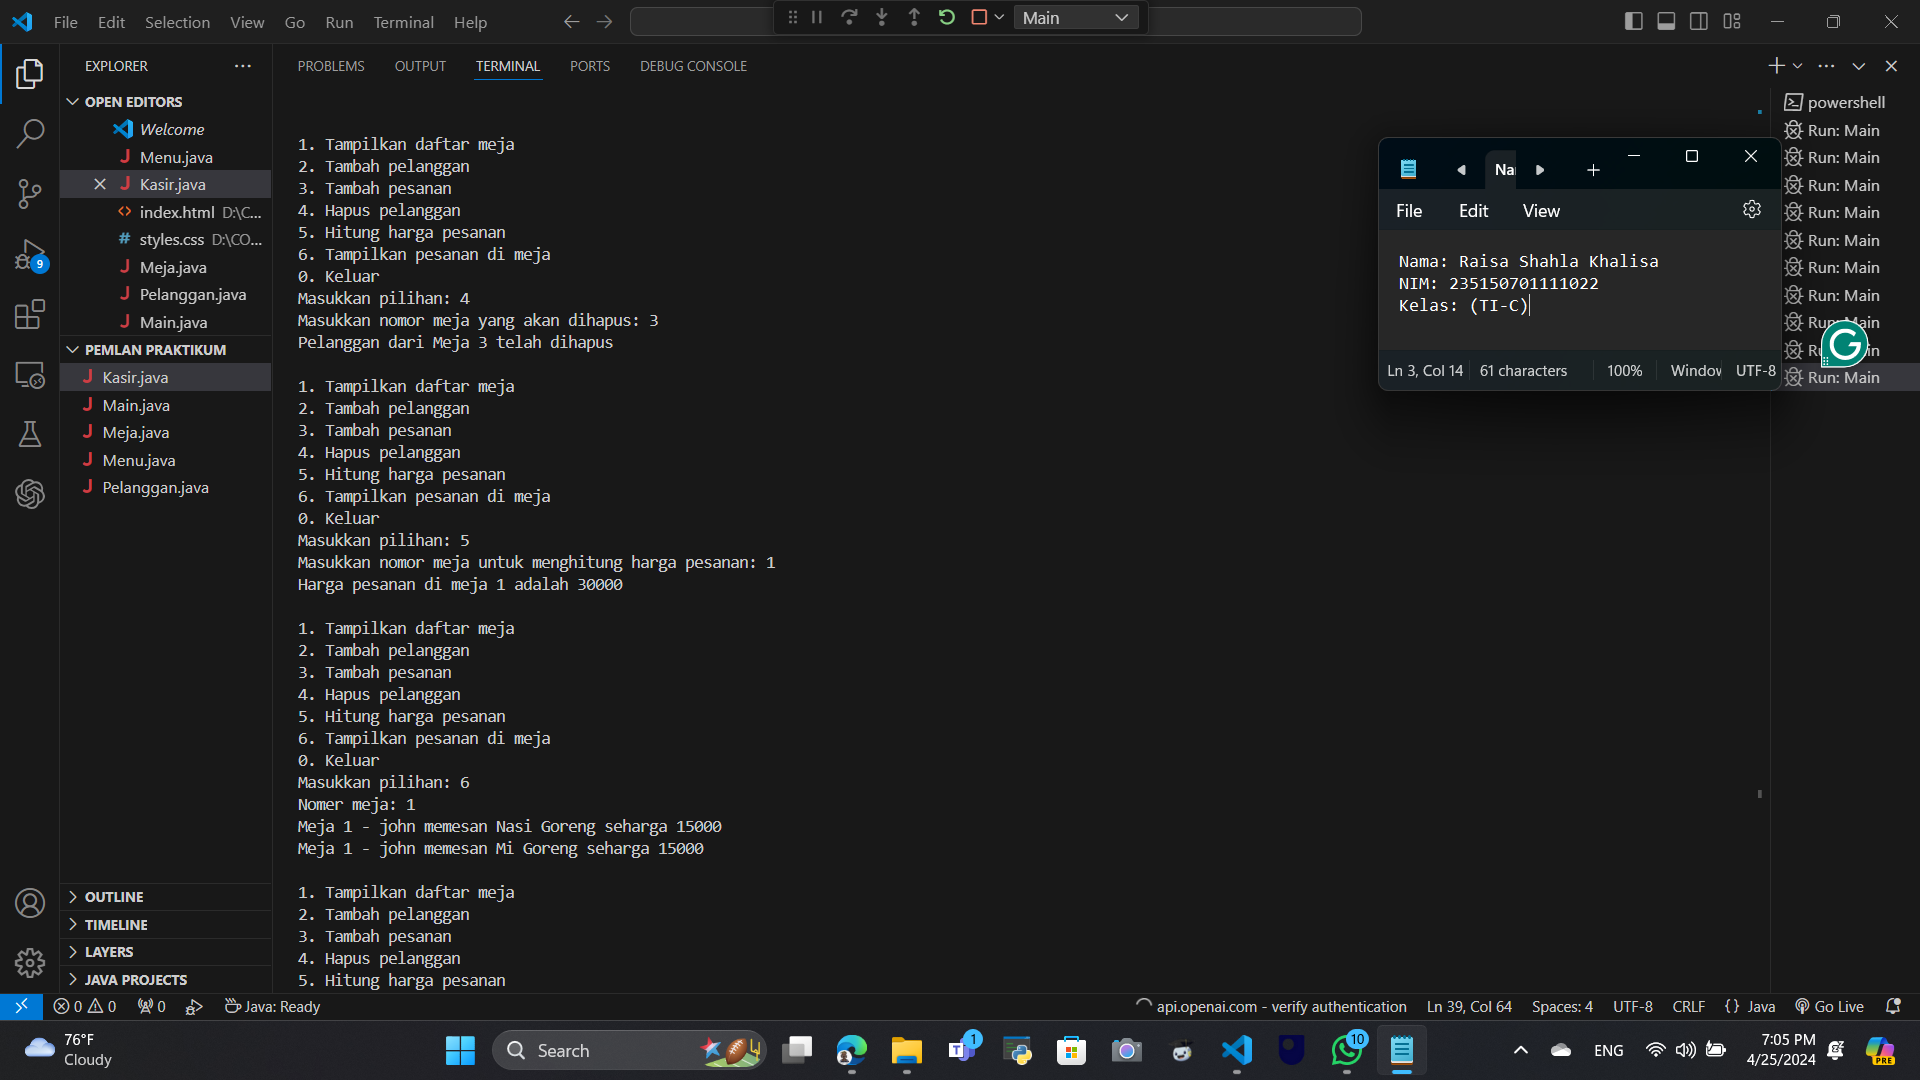 File Edit Selection View Go Run Terminal Help
Main
EXPLORER
OPEN EDITORS
Welcome
Menu.java
Kasir.java
index.html D:\C...
styles.css D:\CO...
Meja.java
Pelanggan.java
Main.java
PEMLAN PRAKTIKUM
Kasir.java
Main.java
Meja.java
Menu.java
Pelanggan.java
OUTLINE
TIMELINE
LAYERS
JAVA PROJECTS
9
PROBLEMS OUTPUT TERMINAL PORTS DEBUG CONSOLE
1. Tampilkan daftar meja
2. Tambah pelanggan
3. Tambah pesanan
4. Hapus pelanggan
5. Hitung harga pesanan
6. Tampilkan pesanan di meja
0. Keluar
Masukkan pilihan: 4
Masukkan nomor meja yang akan dihapus: 3
Pelanggan dari Meja 3 telah dihapus
1. Tampilkan daftar meja
2. Tambah pelanggan
3. Tambah pesanan
4. Hapus pelanggan
5. Hitung harga pesanan
6. Tampilkan pesanan di meja
0. Keluar
Masukkan pilihan: 5
Masukkan nomor meja untuk menghitung harga pesanan: 1
Harga pesanan di meja 1 adalah 30000
1. Tampilkan daftar meja
2. Tambah pelanggan
3. Tambah pesanan
4. Hapus pelanggan
5. Hitung harga pesanan
6. Tampilkan pesanan di meja
0. Keluar
Masukkan pilihan: 6
Nomer meja: 1
Meja 1 - john memesan Nasi Goreng seharga 15000
Meja 1 - john memesan Mi Goreng seharga 15000
1. Tampilkan daftar meja
2. Tambah pelanggan
3. Tambah pesanan
4. Hapus pelanggan
5. Hitung harga pesanan
Nar
File Edit View
Nama: Raisa Shahla Khalisa
NIM: 235150701111022
Kelas: (TI-C)
Ln 3, Col 14 61 characters 100% Window UTF-8
powershell
Run: Main
Run: Main
Run: Main
Run: Main
Run: Main
Run: Main
Run: Main
Run: Main
Run: Main
Run: Main
0 0 0 Java: Ready api.openai.com - verify authentication Ln 39, Col 64 Spaces: 4 UTF-8 CRLF {} Java Go Live
76°F
Cloudy
Search
1
10
ENG
7:05 PM
4/25/2024
PRE